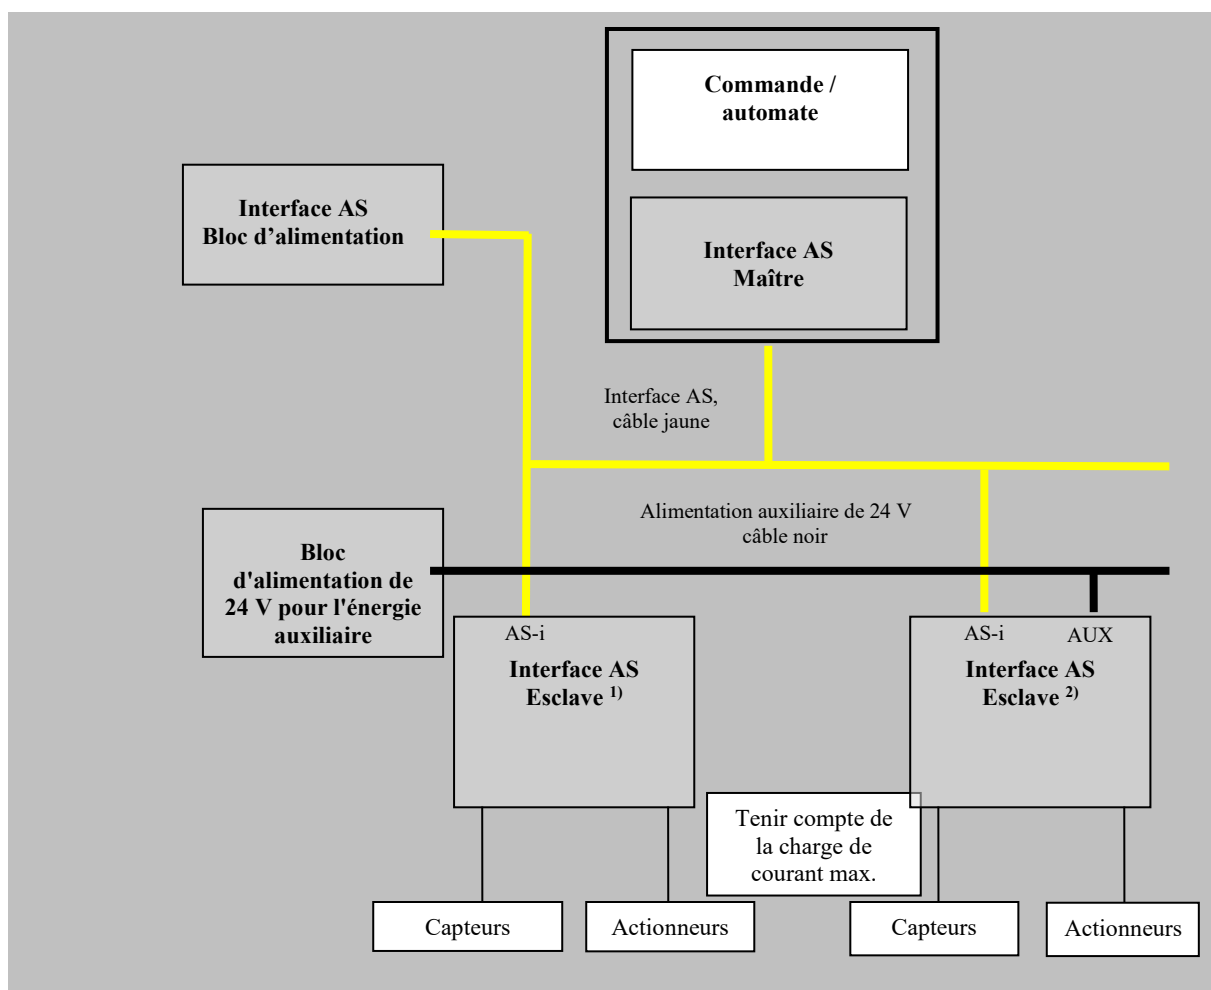 Commande /
automate
Interface AS
Bloc d’alimentation
Interface AS
Maître
Interface AS,
câble jaune
Alimentation auxiliaire de 24 V
câble noir
Bloc
d'alimentation de
24 V pour l'énergie
auxiliaire
AS-i
Interface AS
Esclave 1)
AS-i AUX
Interface AS
Esclave 2)
Tenir compte de
la charge de
courant max.
Capteurs
Actionneurs
Capteurs
Actionneurs